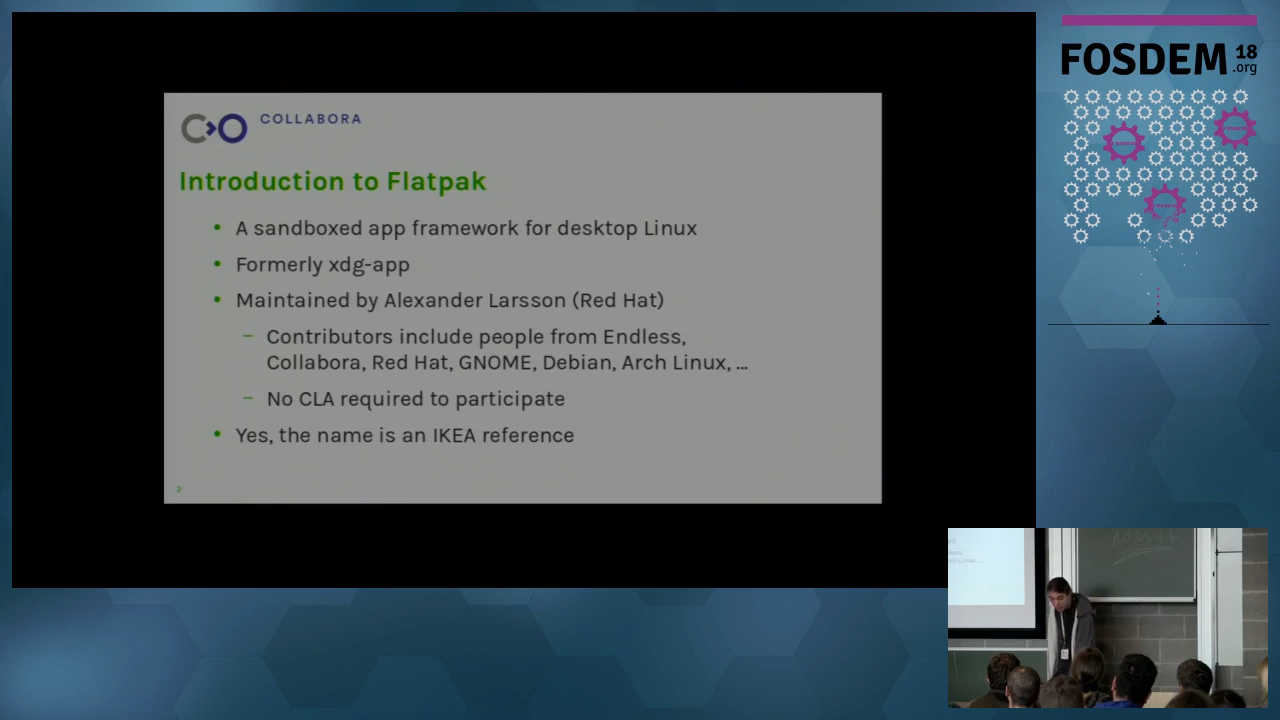 COLLABORA
Introduction to Flatpak
• A sandboxed app framework for desktop Linux
• Formerly xdg-app
• Maintained by Alexander Larsson (Red Hat)
– Contributors include people from Endless,
Collabora, Red Hat, GNOME, Debian, Arch Linux, ...
– No CLA required to participate
• Yes, the name is an IKEA reference
2
FOSDEM 18
.org